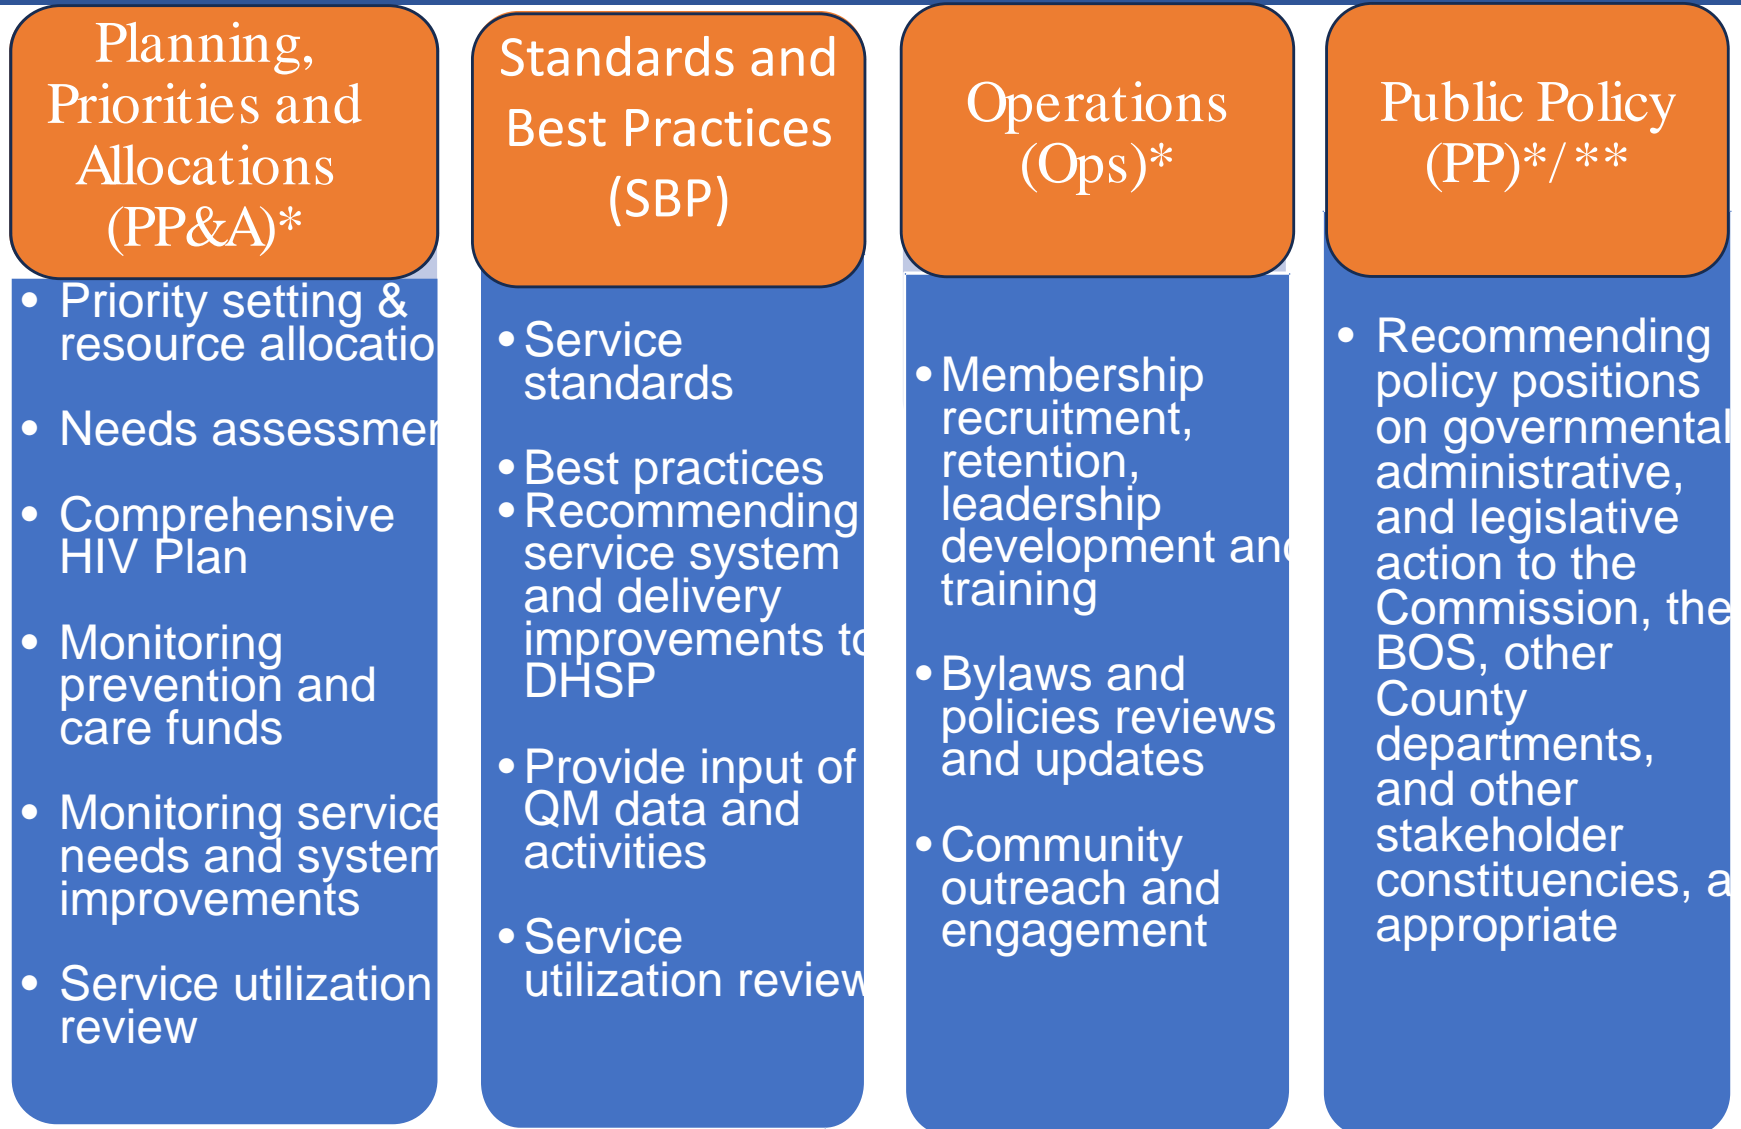 Planning,
Priorities and
Allocations
(PP&A)*
• Priority setting &
resource allocatio
• Needs assessmen
• Comprehensive
HIV Plan
• Monitoring
prevention and
care funds
• Monitoring service
needs and system
improvements
• Service utilization
review
Standards and
Best Practices
(SBP)
• Service
standards
• Best practices
• Recommending
service system
and delivery
improvements to
DHSP
• Provide input of
QM data and
activities
• Service
utilization review
Operations
(Ops)*
• Membership
recruitment,
retention,
leadership
development and
training
• Bylaws and
policies reviews
and updates
• Community
outreach and
engagement
Public Policy
(PP)*/**
• Recommending
policy positions
on governmental
administrative,
and legislative
action to the
Commission, the
BOS, other
County
departments,
and other
stakeholder
constituencies, a
appropriate